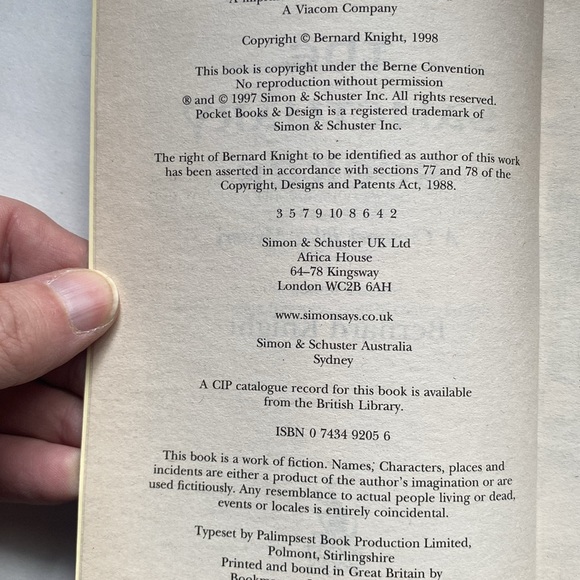 A Viacom Company
Copyright © Bernard Knight, 1998
This book is copyright under the Berne Convention
No reproduction without permission
® and © 1997 Simon & Schuster Inc. All rights reserved.
Pocket Books & Design is a registered trademark of
Simon & Schuster Inc.
The right of Bernard Knight to be identified as author of this work
has been asserted in accordance with sections 77 and 78 of the
Copyright, Designs and Patents Act, 1988.
3 5 7 9 10 8 6 4 2
Simon & Schuster UK Ltd
Africa House
64–78 Kingsway
London WC2B 6AH
www.simonsays.co.uk
Simon & Schuster Australia
Sydney
A CIP catalogue record for this book is available
from the British Library.
ISBN 0 7434 9205 6
This book is a work of fiction. Names, Characters, places and
incidents are either a product of the author's imagination or are
used fictitiously. Any resemblance to actual people living or dead,
events or locales is entirely coincidental.
Typeset by Palimpsest Book Production Limited,
Polmont, Stirlingshire
Printed and bound in Great Britain by